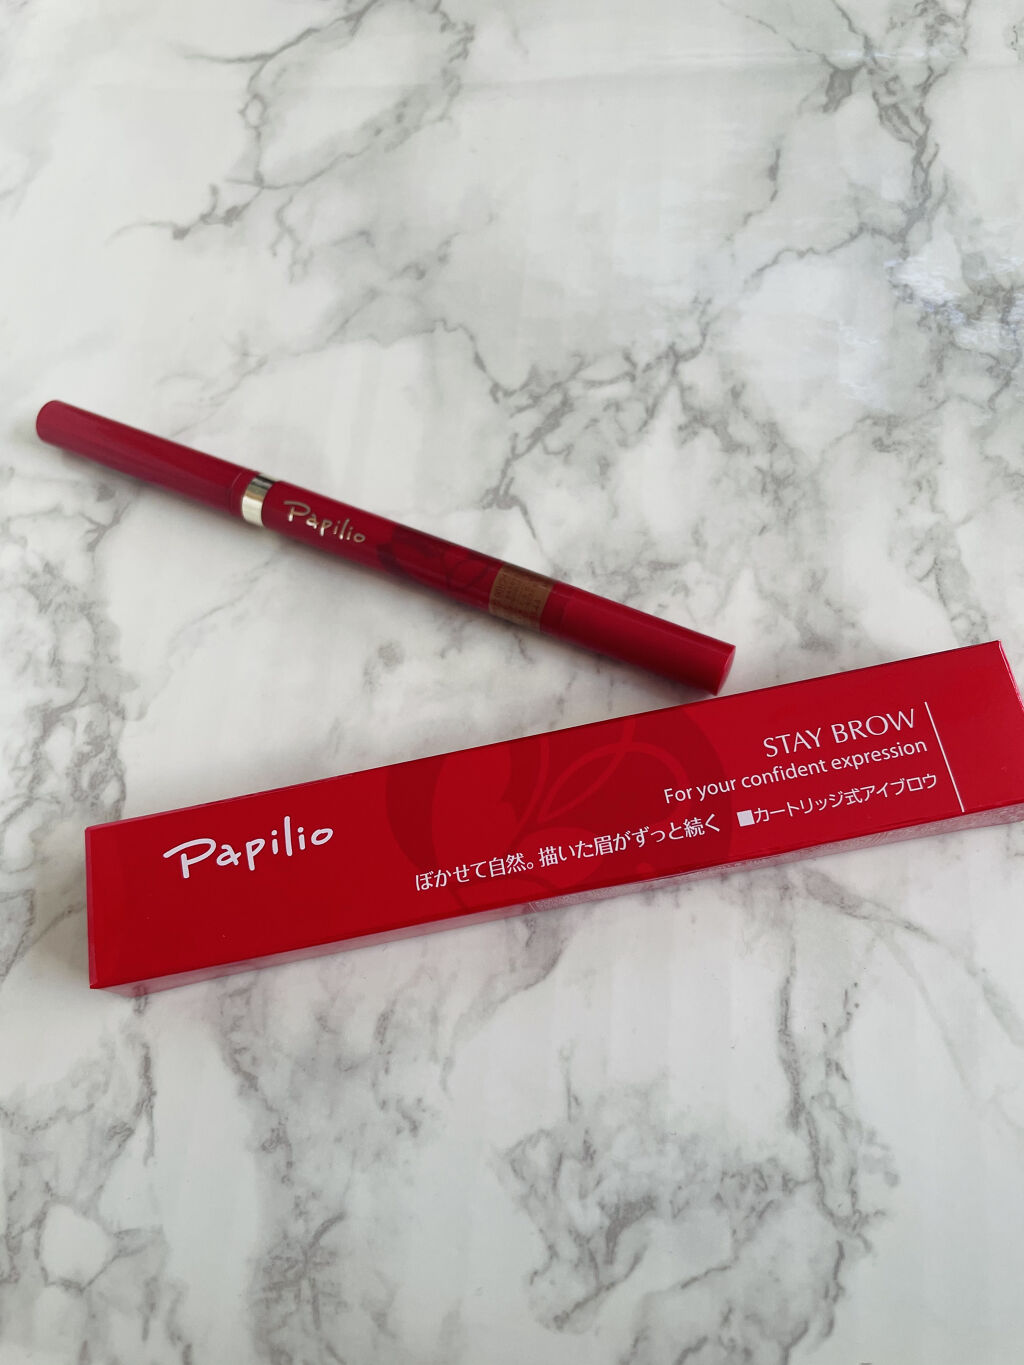 Papilio
Papilio
STAY BROW
For your confident expression
ぼかせて自然。描いた眉がずっと続く
■カートリッジ式アイブロウ